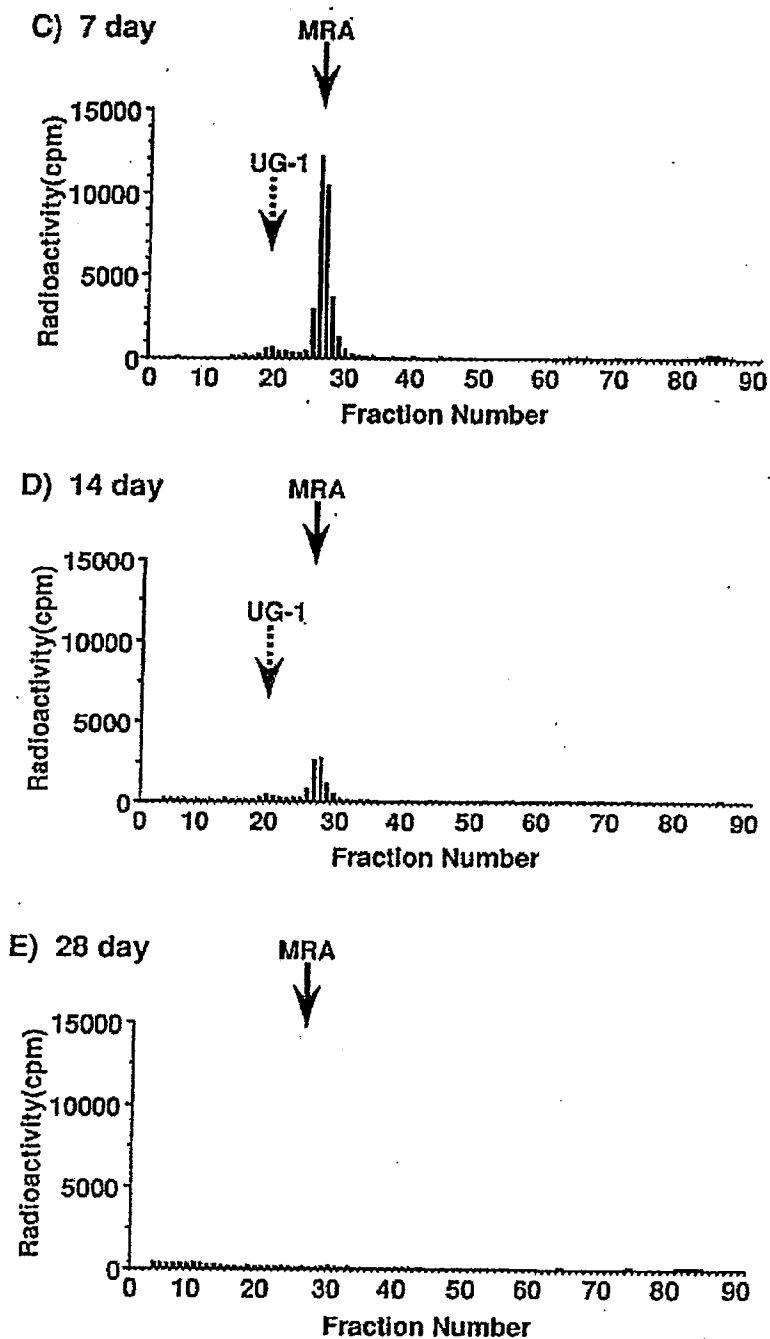 C) 7 day
MRA
UG-1
Radioactivity(cpm)
15000
10000
5000
0
0 10 20 30 40 50 60 70 80 90
Fraction Number
D) 14 day
MRA
UG-1
Radioactivity(cpm)
15000
10000
5000
0
0 10 20 30 40 50 60 70 80 90
Fraction Number
E) 28 day
MRA
Radioactivity(cpm)
15000
10000
5000
0
0 10 20 30 40 50 60 70 80 90
Fraction Number